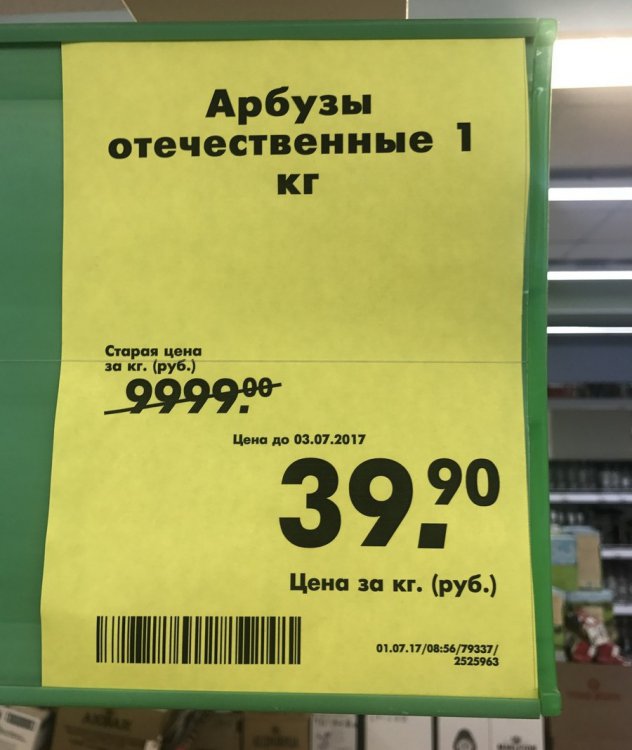 Арбузы
отечественные 1
кг
Старая цена
за кг. (руб.)
9999.00
Цена до 03.07.2017
39.90
Цена за кг. (руб.)
01.07.17/08:56/79337/
2525963